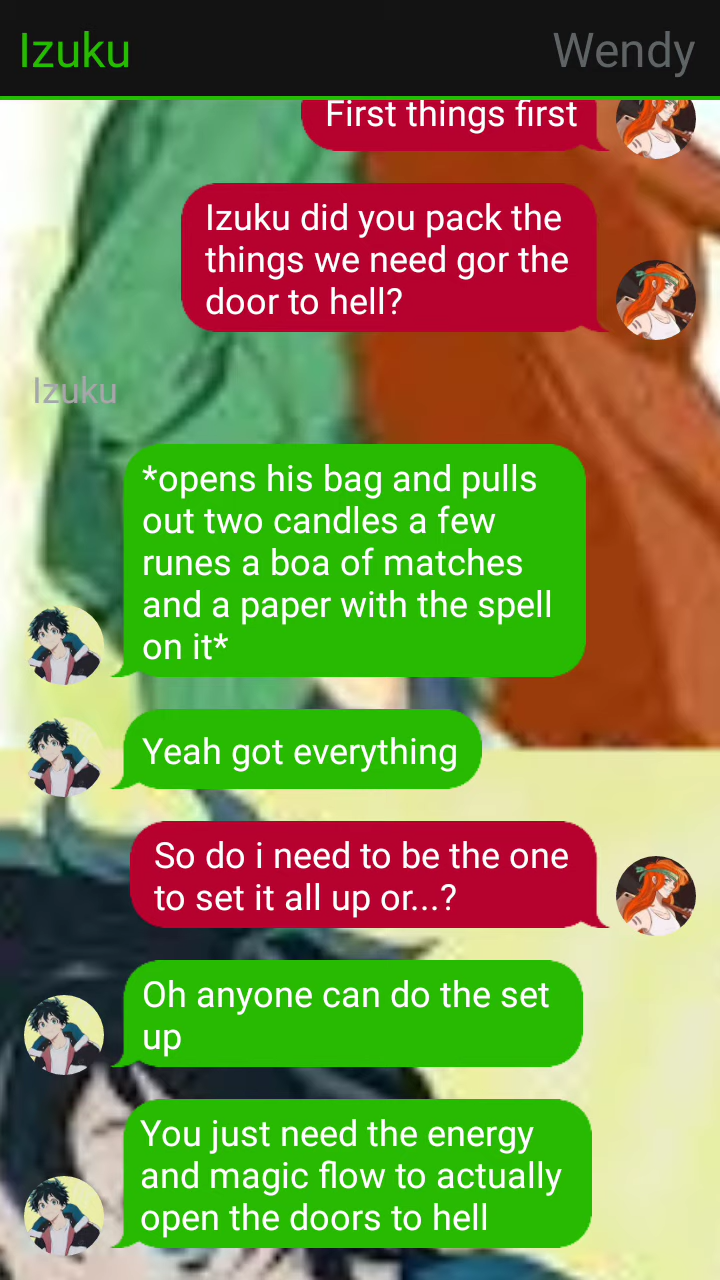 Izuku
Wendy
First things first
Izuku did you pack the
things we need gor the
door to hell?
Izuku
*opens his bag and pulls
out two candles a few
runes a boa of matches
and a paper with the spell
on it*
Yeah got everything
So do i need to be the one
to set it all up or...?
Oh anyone can do the set
up
You just need the energy
and magic flow to actually
open the doors to hell